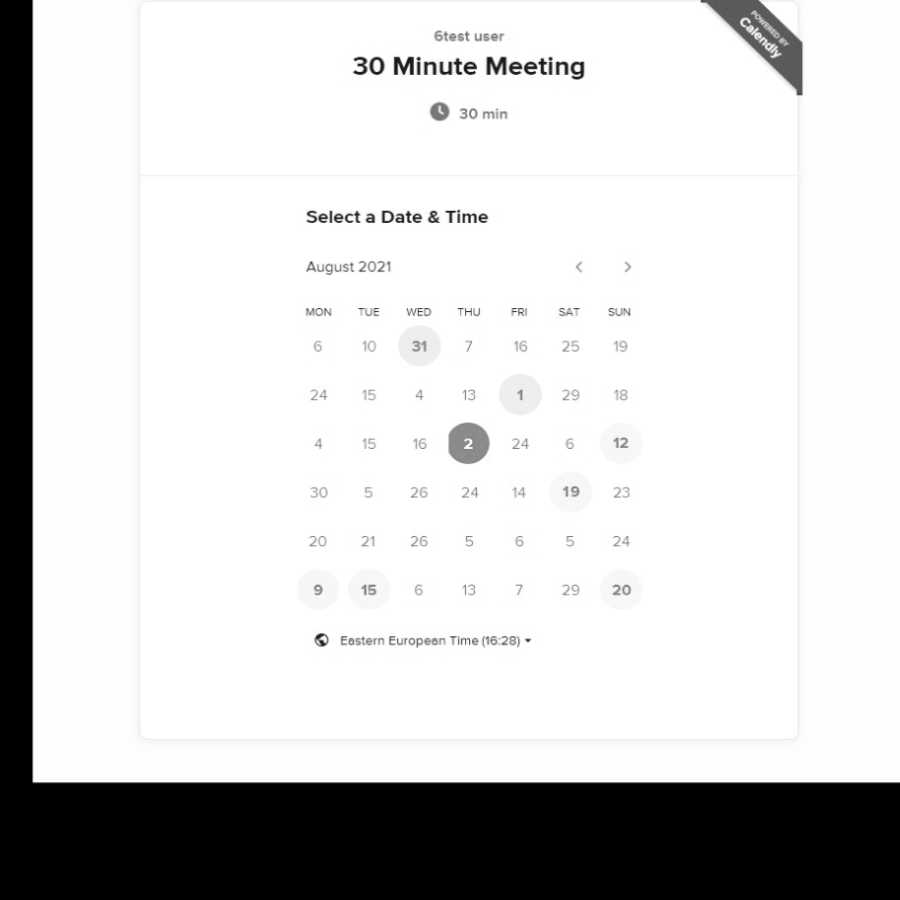 POWERED BY
Calendly
6test user
30 Minute Meeting
30 min
Select a Date & Time
August 2021
MON TUE WED THU FRI SAT SUN
6 10 31 7 16 25 19
24 15 4 13 1 29 18
4 15 16 2 24 6 12
30 5 26 24 14 19 23
20 21 26 5 6 5 24
9 15 6 13 7 29 20
Eastern European Time (16:28)